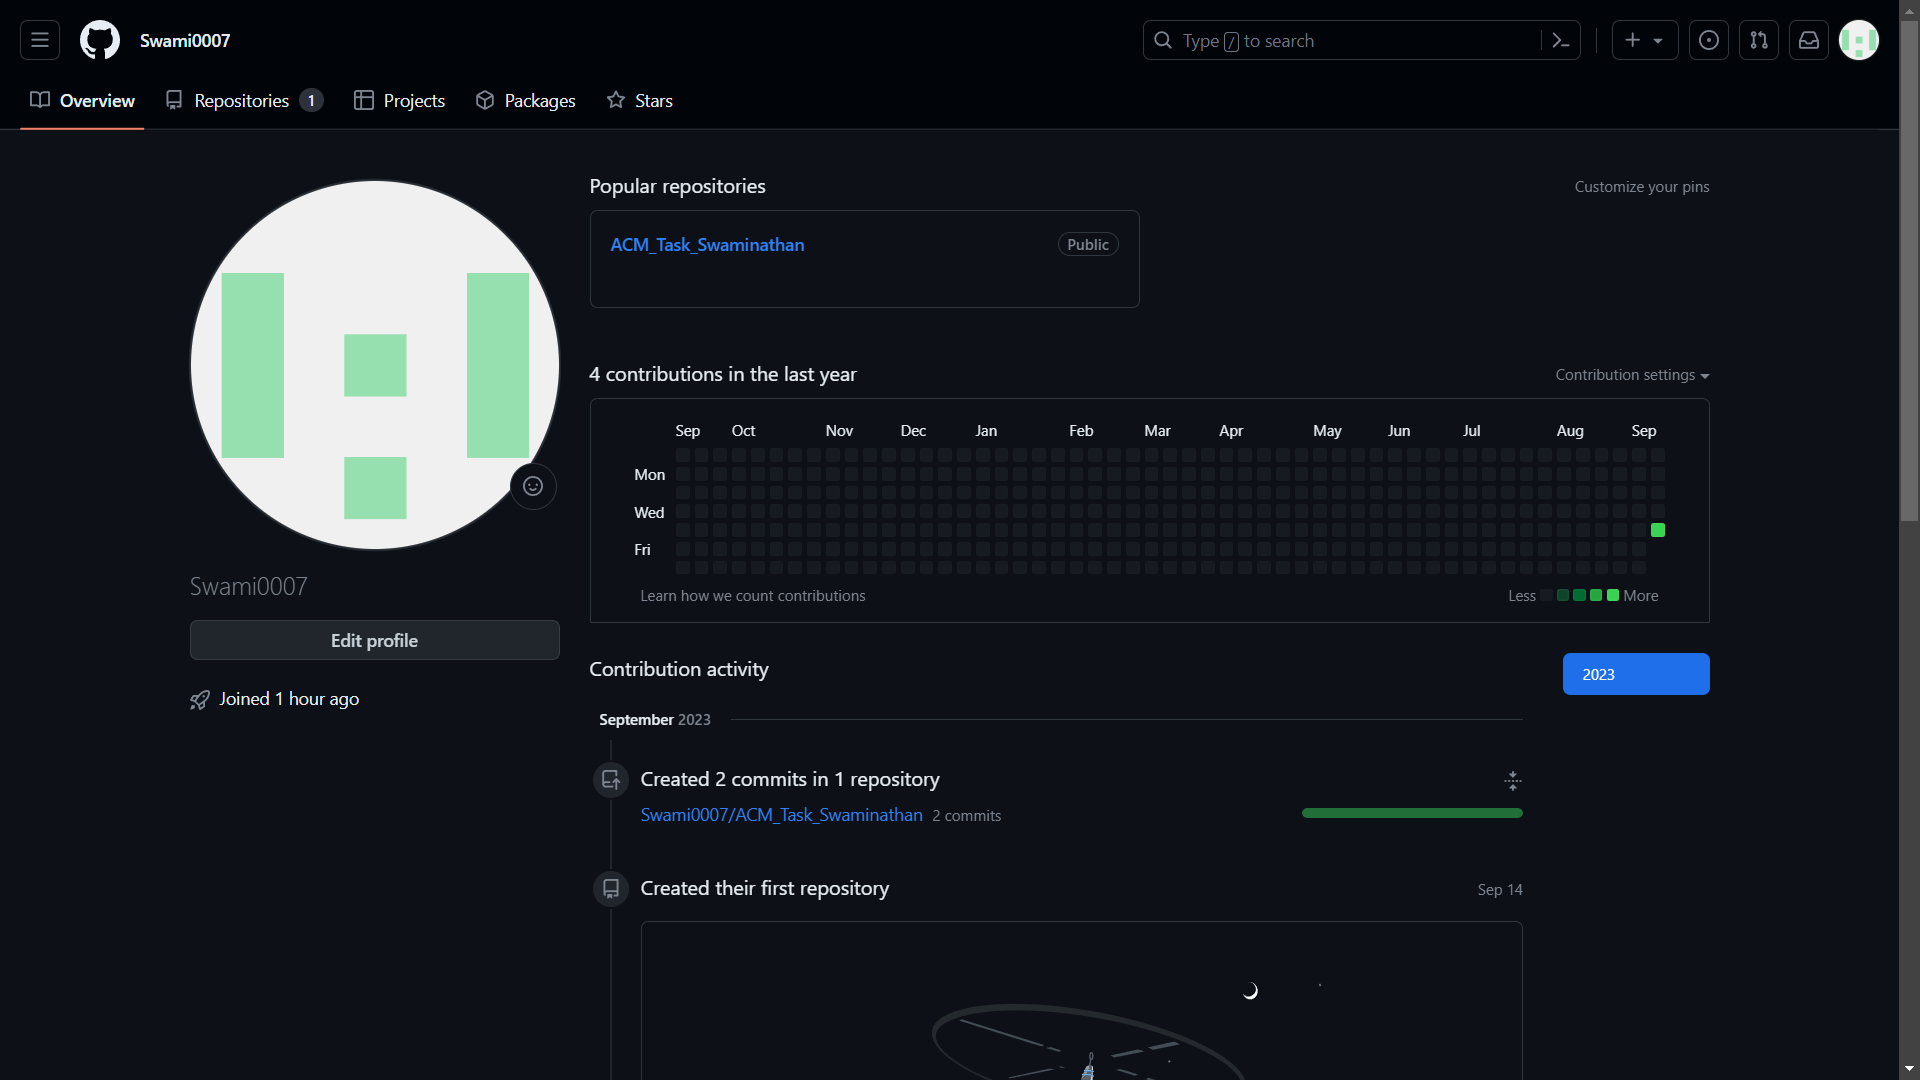 Swami0007
Type / to search
Overview
Repositories 1
Projects
Packages
Stars
Popular repositories
Customize your pins
ACM_Task_Swaminathan
Public
4 contributions in the last year
Contribution settings
Sep Oct Nov Dec Jan Feb Mar Apr May Jun Jul Aug Sep
Mon
Wed
Fri
Learn how we count contributions
Less More
Swami0007
Edit profile
Joined 1 hour ago
Contribution activity
2023
September 2023
Created 2 commits in 1 repository
Swami0007/ACM_Task_Swaminathan 2 commits
Created their first repository
Sep 14